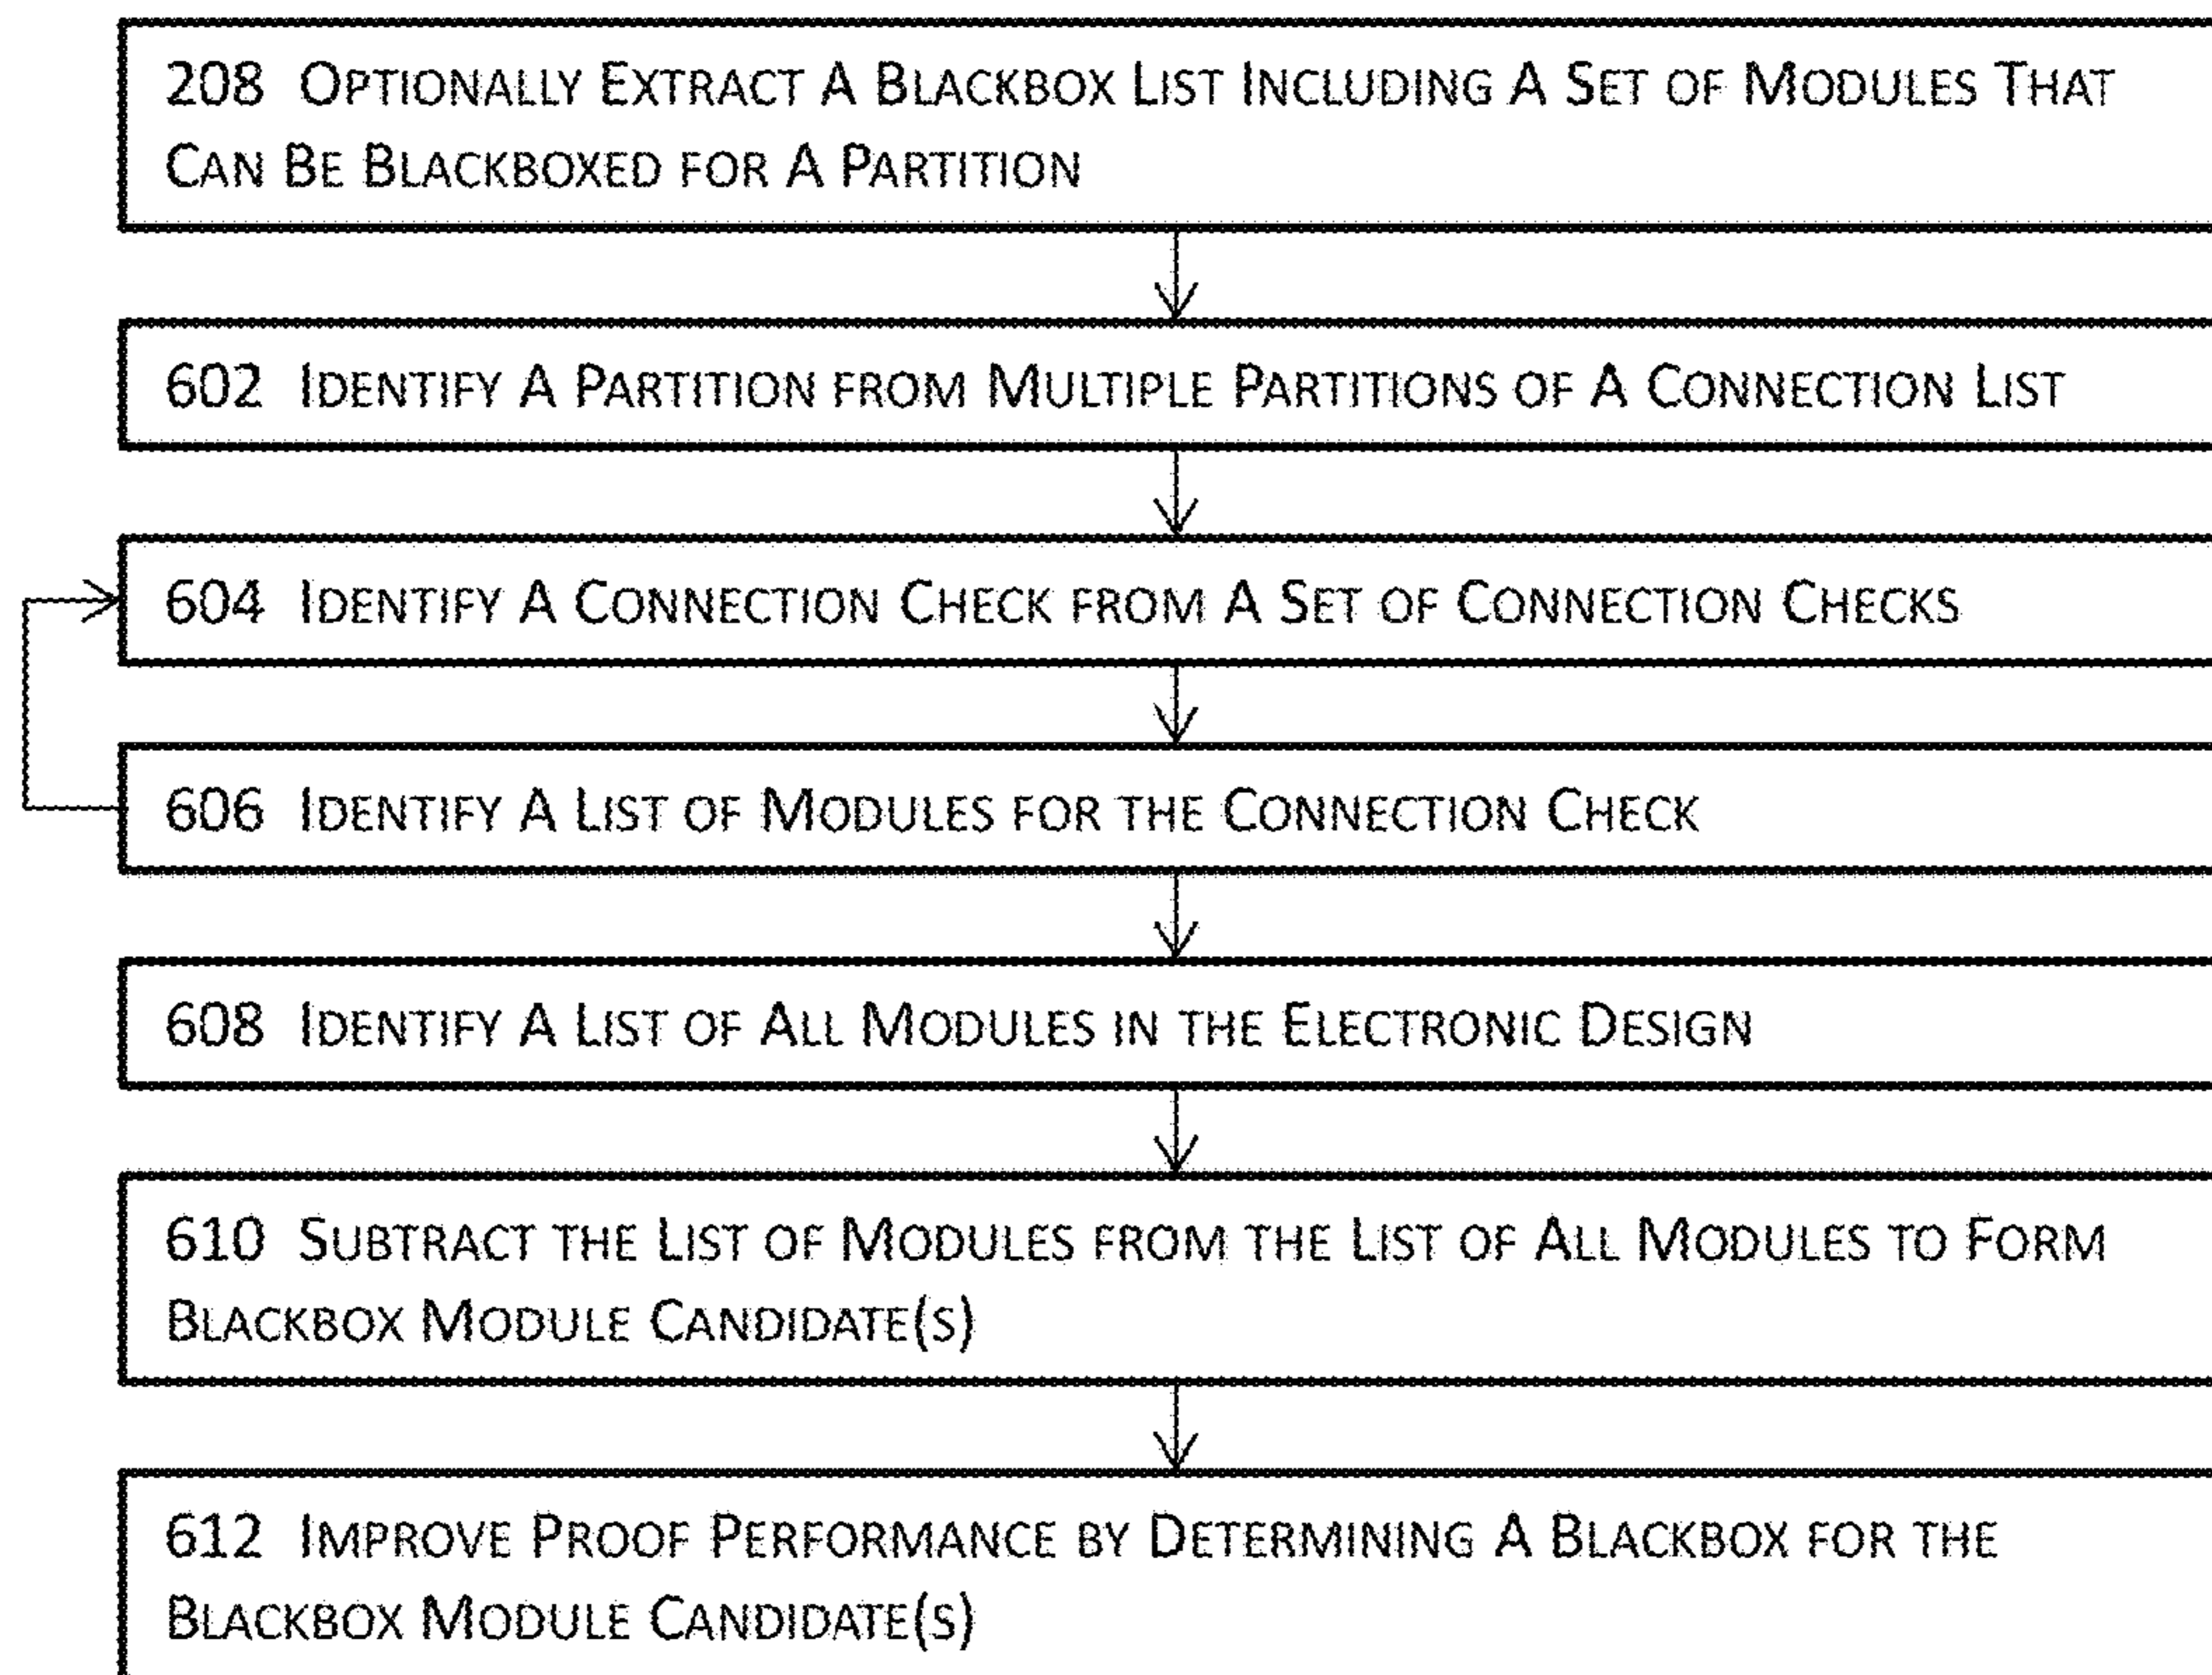 208 Optionally Extract A Blackbox List Including A Set of Modules That
Can Be Blackboxed for A Partition
602 Identify A Partition from Multiple Partitions of A Connection List
604 Identify A Connection Check from A Set of Connection Checks
606 Identify A List of Modules for the Connection Check
608 Identify A List of All Modules in the Electronic Design
610 Subtract the List of Modules from the List of All Modules to Form
Blackbox Module Candidate(s)
612 Improve Proof Performance by Determining A Blackbox for the
Blackbox Module Candidate(s)